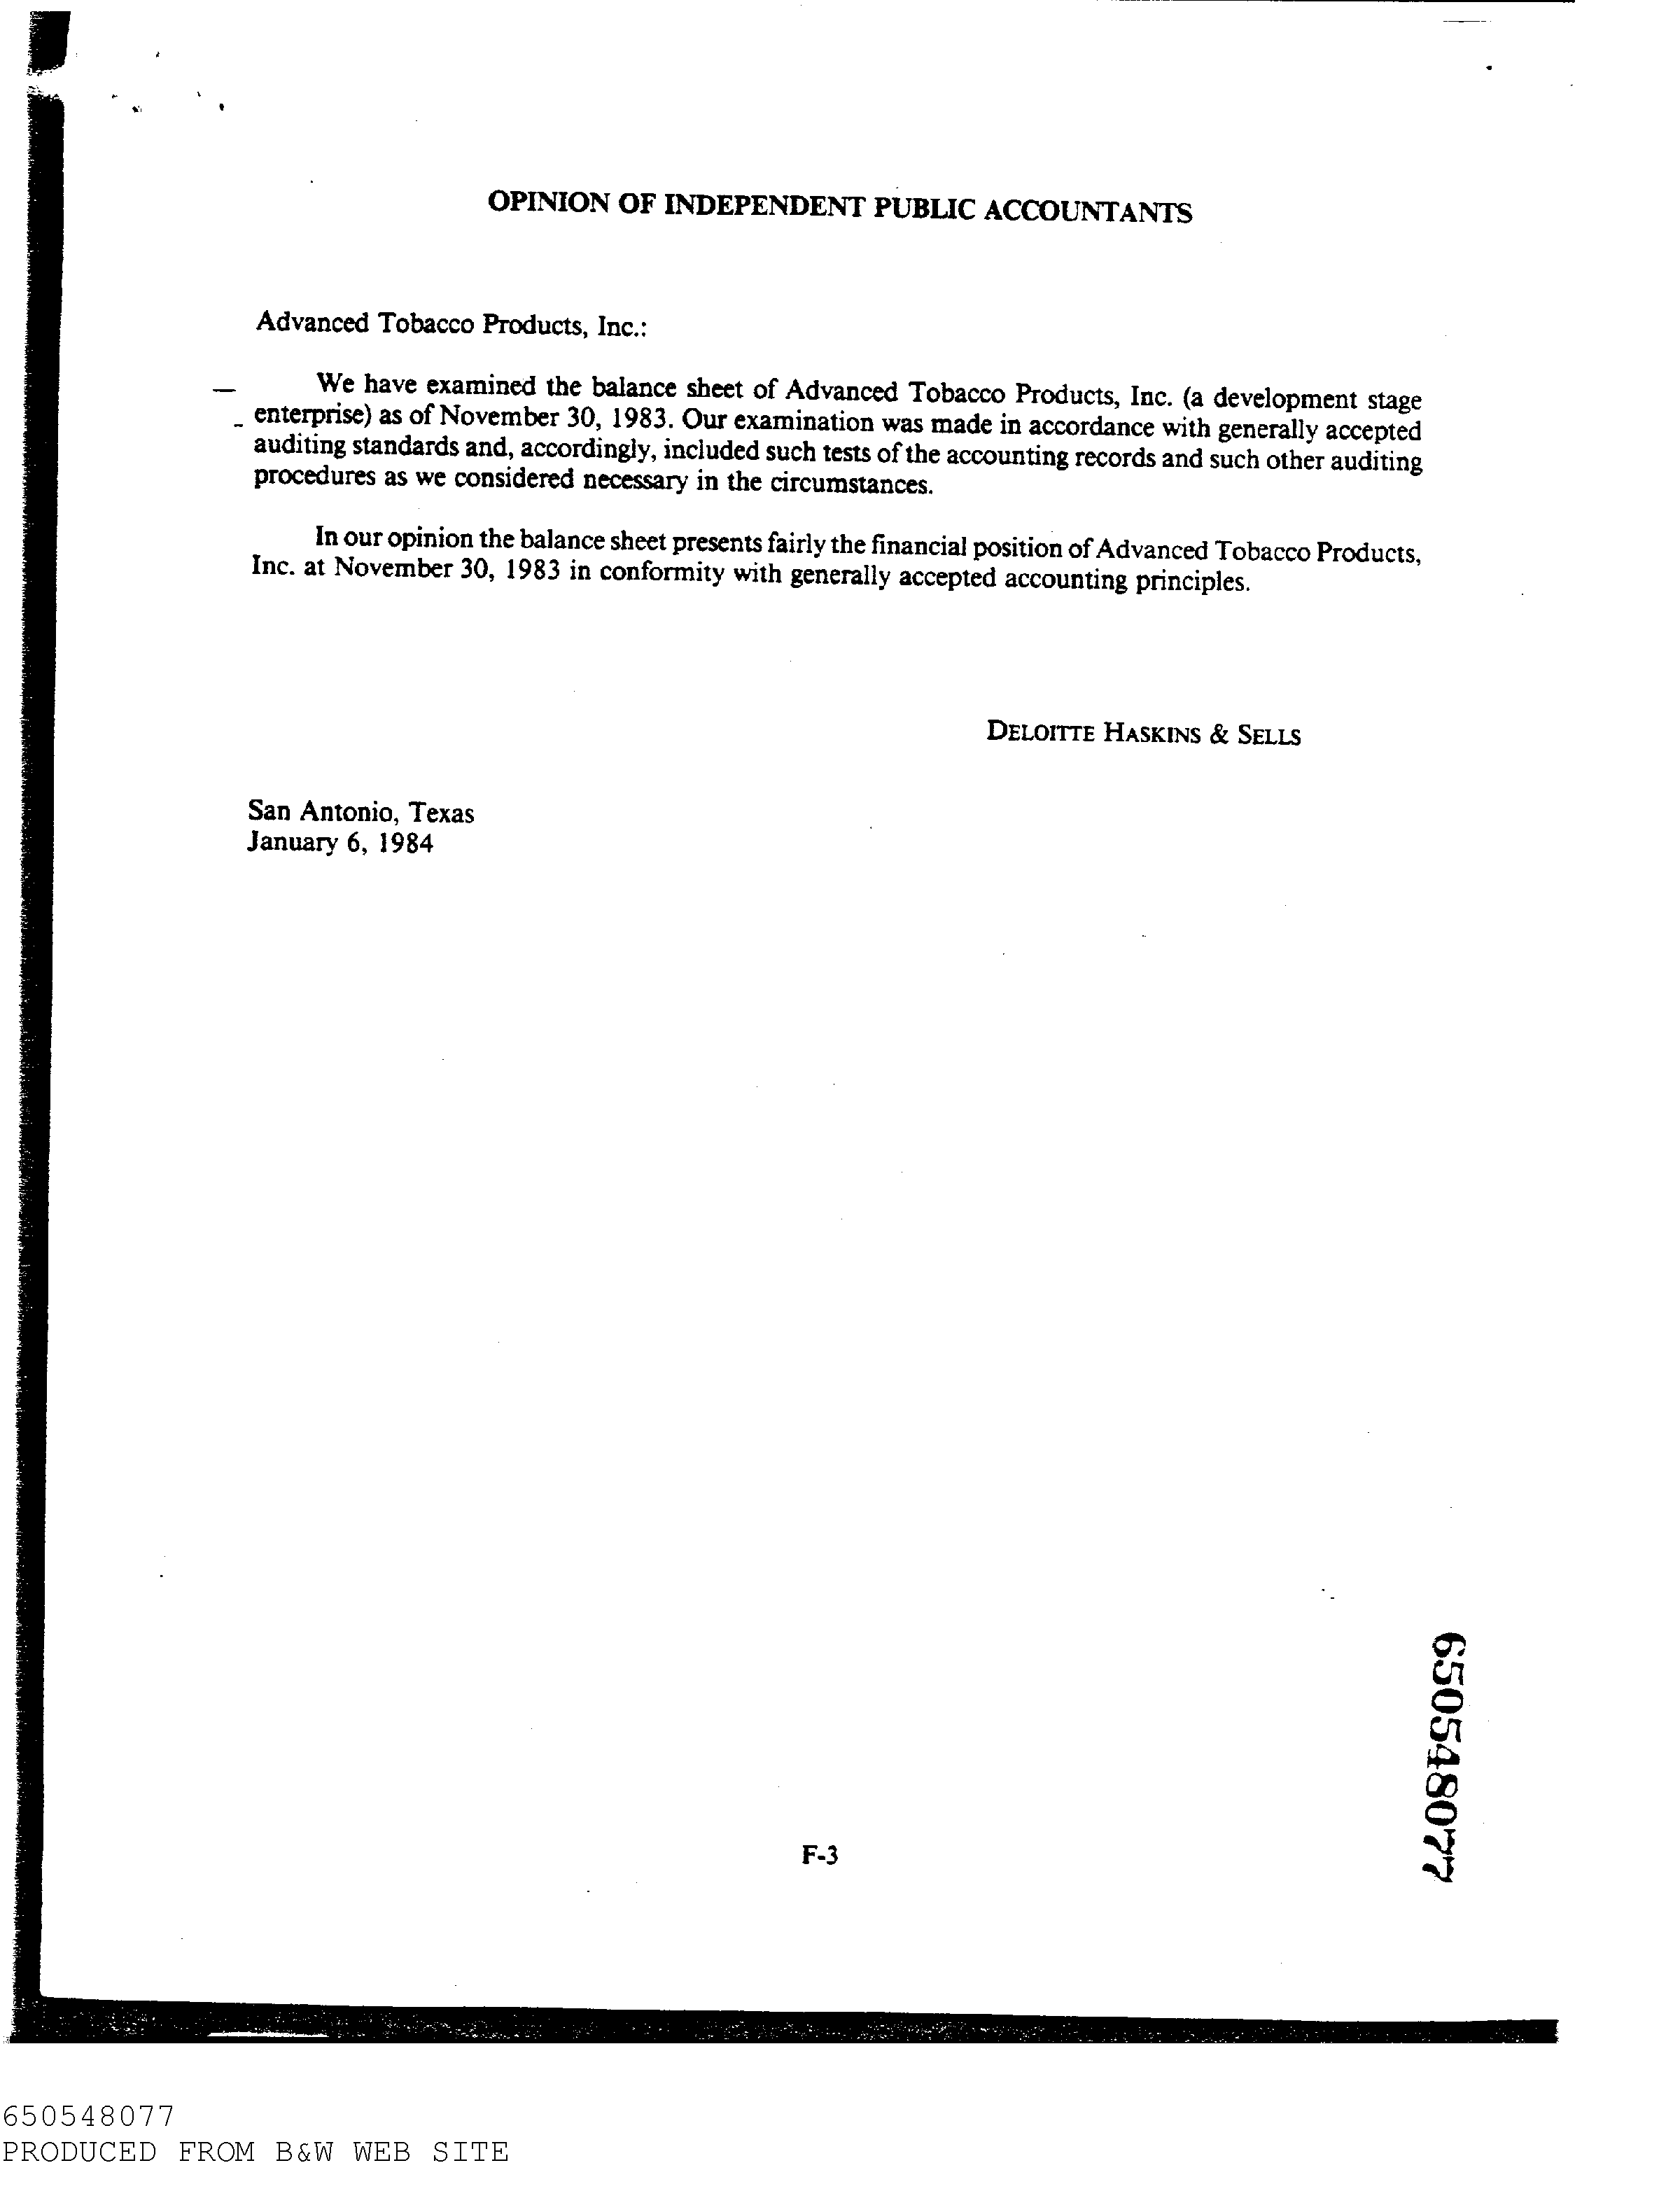 OPINION OF INDEPENDENT PUBLIC ACCOUNTANTS
Advanced Tobacco Products, Inc.:
We have examined the balance sheet of Advanced Tobacco Products, Inc. (a development stage
enterprise) as of November 30, 1983. Our examination was made in accordance with generally accepted
auditing standards and, accordingly, included such tests of the accounting records and such other auditing
procedures as we considered necessary in the circumstances.
In our opinion the balance sheet presents fairly the financial position of Advanced Tobacco Products,
Inc. at November 30, 1983 in conformity with generally accepted accounting principles.
DELOITTE HASKINS & SELLS
San Antonio, Texas
January 6, 1984
650548077
F-3
650548077
PRODUCED FROM B&W WEB SITE